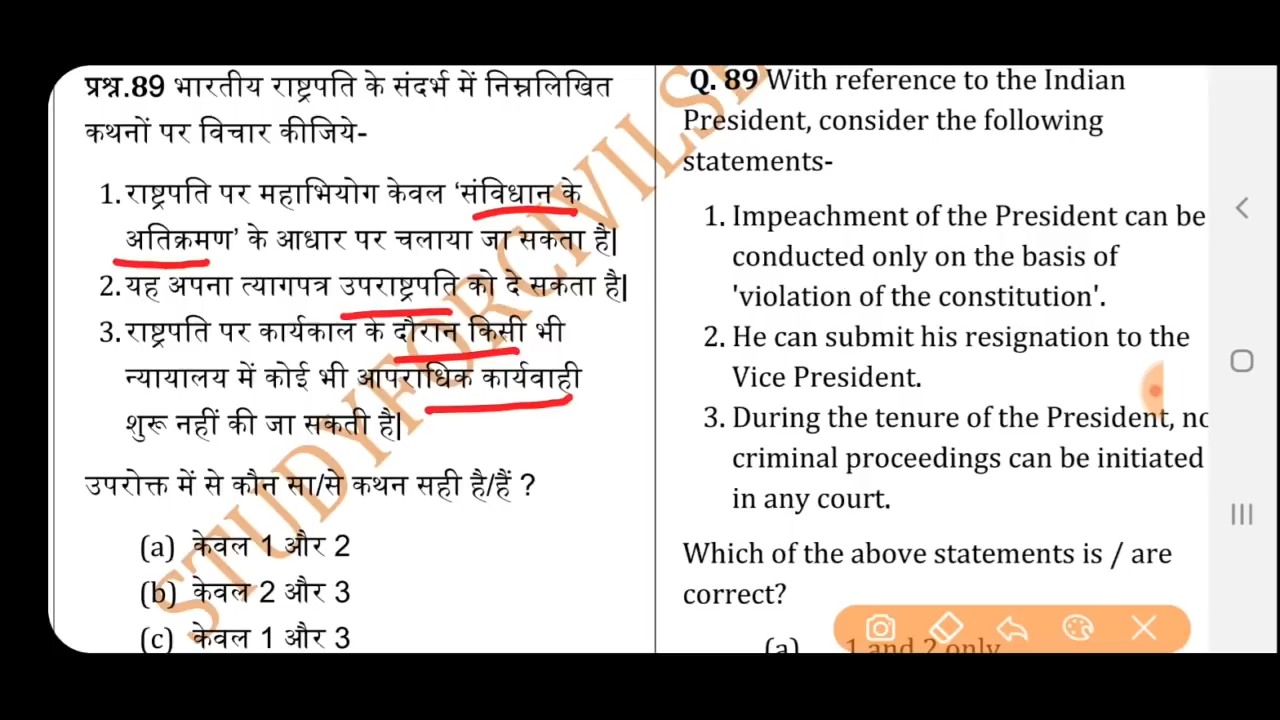 प्रश्न.89 भारतीय राष्ट्रपति के संदर्भ में निम्नलिखित
कथनों पर विचार कीजिये-
1. राष्ट्रपति पर महाभियोग केवल ‘संविधान के
अतिक्रमण’ के आधार पर चलाया जा सकता है|
2. यह अपना त्यागपत्र उपराष्ट्रपति को दे सकता है|
3. राष्ट्रपति पर कार्यकाल के दौरान किसी भी
न्यायालय में कोई भी आपराधिक कार्यवाही
शुरू नहीं की जा सकती है|
उपरोक्त में से कौन सा/से कथन सही है/हैं ?
(a) केवल 1 और 2
(b) केवल 2 और 3
(c) केवल 1 और 3
Q. 89 With reference to the Indian
President, consider the following
statements-
1. Impeachment of the President can be
conducted only on the basis of
'violation of the constitution'.
2. He can submit his resignation to the
Vice President.
3. During the tenure of the President, no
criminal proceedings can be initiated
in any court.
Which of the above statements is / are
correct?
(a) 1 and 2 only
STUDYFORCIVILSE